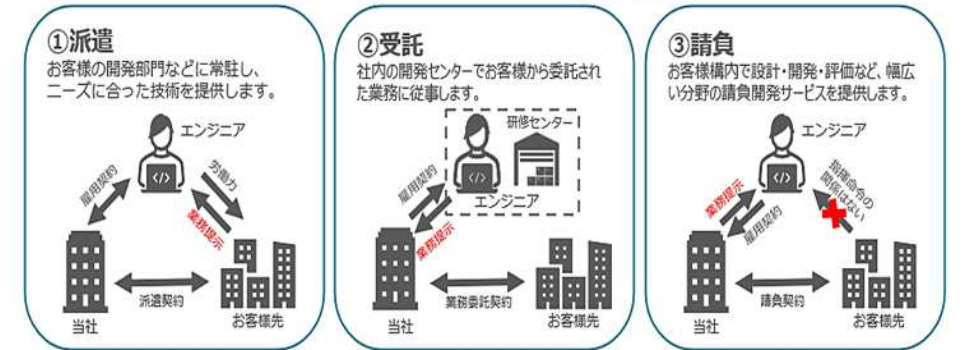 ①派遣
お客様の開発部門などに常駐し、
ニーズに合った技術を提供します。
エンジニア
雇用契約
労働力
業務提示
派遣契約
当社
お客様先
②受託
社内の開発センターでお客様から委託され
た業務に従事します。
研修センター
エンジニア
雇用契約
業務提示
業務委託契約
当社
お客様先
③請負
お客様構内で設計・開発・評価など、幅広
い分野の請負開発サービスを提供します。
エンジニア
業務提示
雇用契約
指揮命令の
関係はない
請負契約
当社
お客様先